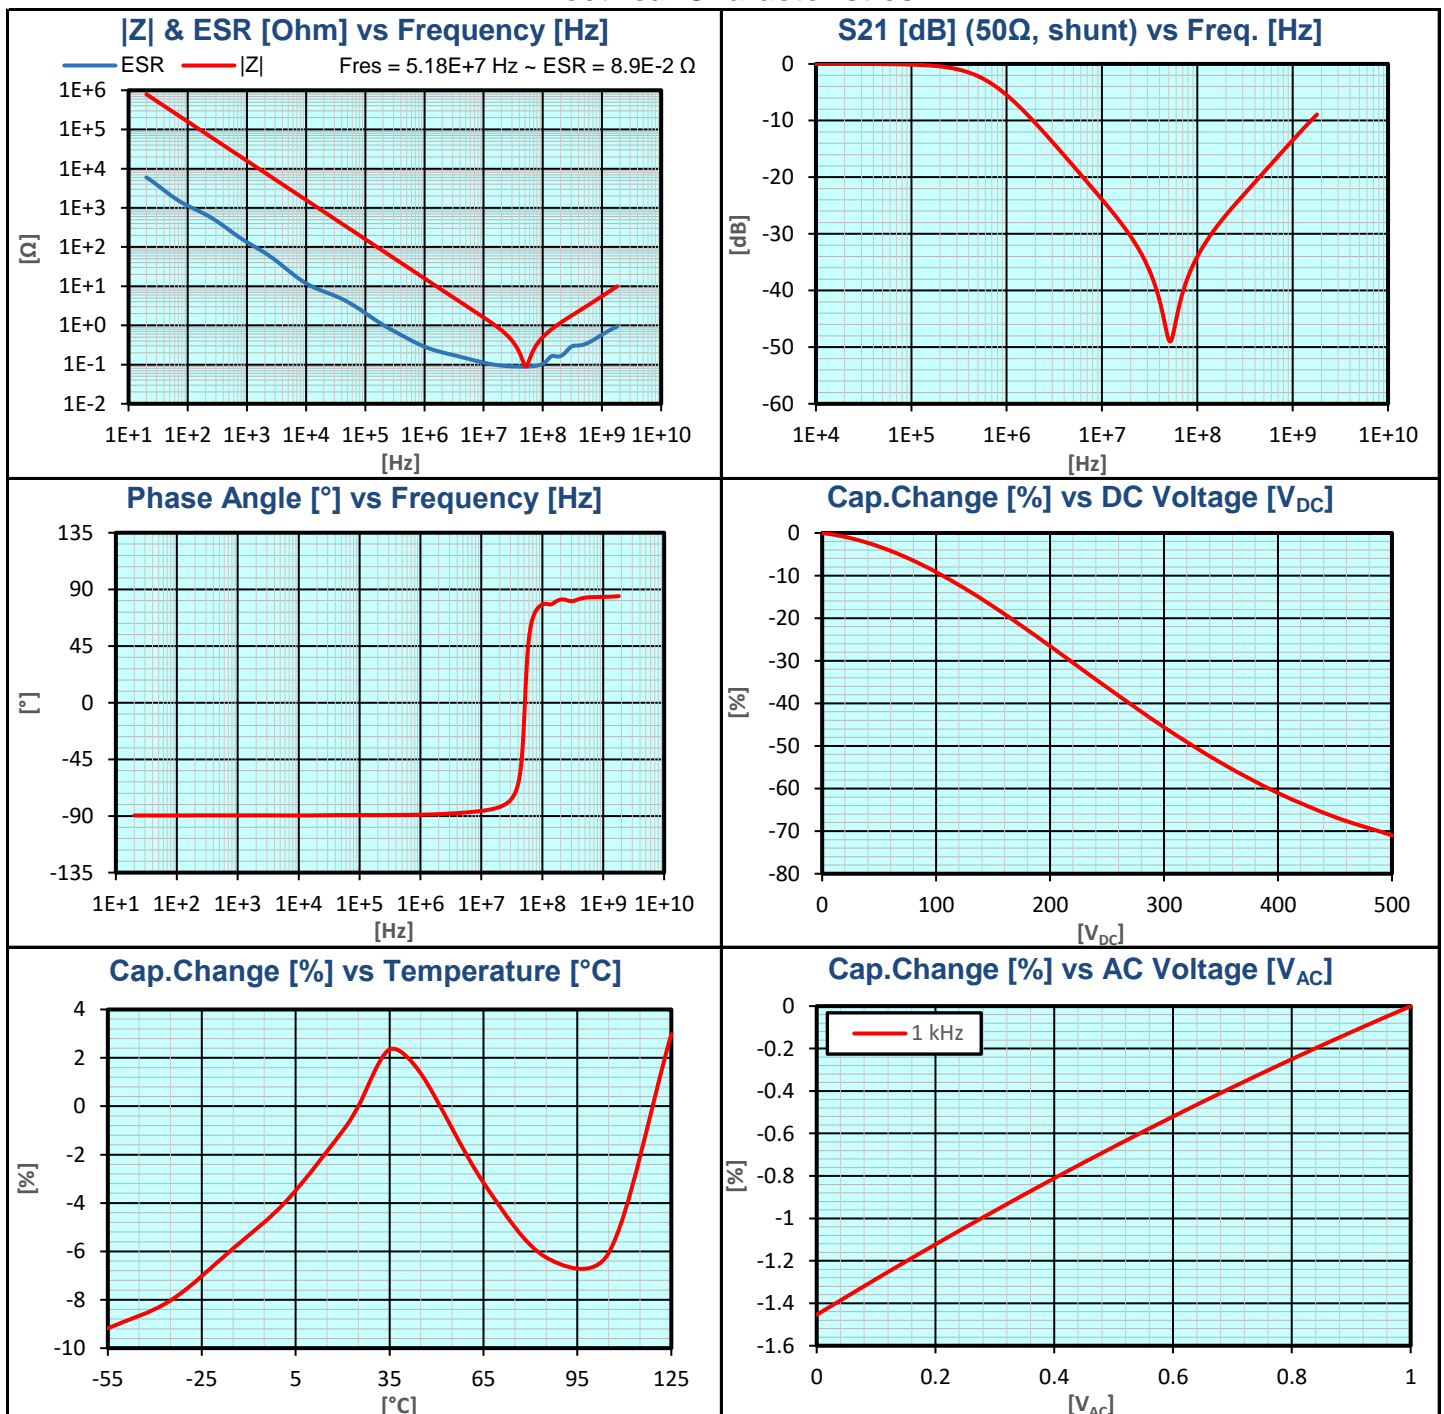 |Z| & ESR [Ohm] vs Frequency [Hz]
ESR |Z| Fres = 5.18E+7 Hz ~ ESR = 8.9E-2 Ω
1E+6
1E+5
1E+4
1E+3
1E+2
1E+1
1E+0
1E-1
1E-2
[Ω]
1E+1 1E+2 1E+3 1E+4 1E+5 1E+6 1E+7 1E+8 1E+9 1E+10
[Hz]
S21 [dB] (50Ω, shunt) vs Freq. [Hz]
0
-10
-20
-30
-40
-50
-60
[dB]
1E+4 1E+5 1E+6 1E+7 1E+8 1E+9 1E+10
[Hz]
Phase Angle [°] vs Frequency [Hz]
135
90
45
0
-45
-90
-135
[°]
1E+1 1E+2 1E+3 1E+4 1E+5 1E+6 1E+7 1E+8 1E+9 1E+10
[Hz]
Cap.Change [%] vs DC Voltage [VDC]
0
-10
-20
-30
-40
-50
-60
-70
-80
[%]
0 100 200 300 400 500
[VDC]
Cap.Change [%] vs Temperature [°C]
4
2
0
-2
-4
-6
-8
-10
[%]
-55 -25 5 35 65 95 125
[°C]
Cap.Change [%] vs AC Voltage [VAC]
1 kHz
0
-0.2
-0.4
-0.6
-0.8
-1
-1.2
-1.4
-1.6
[%]
0 0.2 0.4 0.6 0.8 1
[VAC]